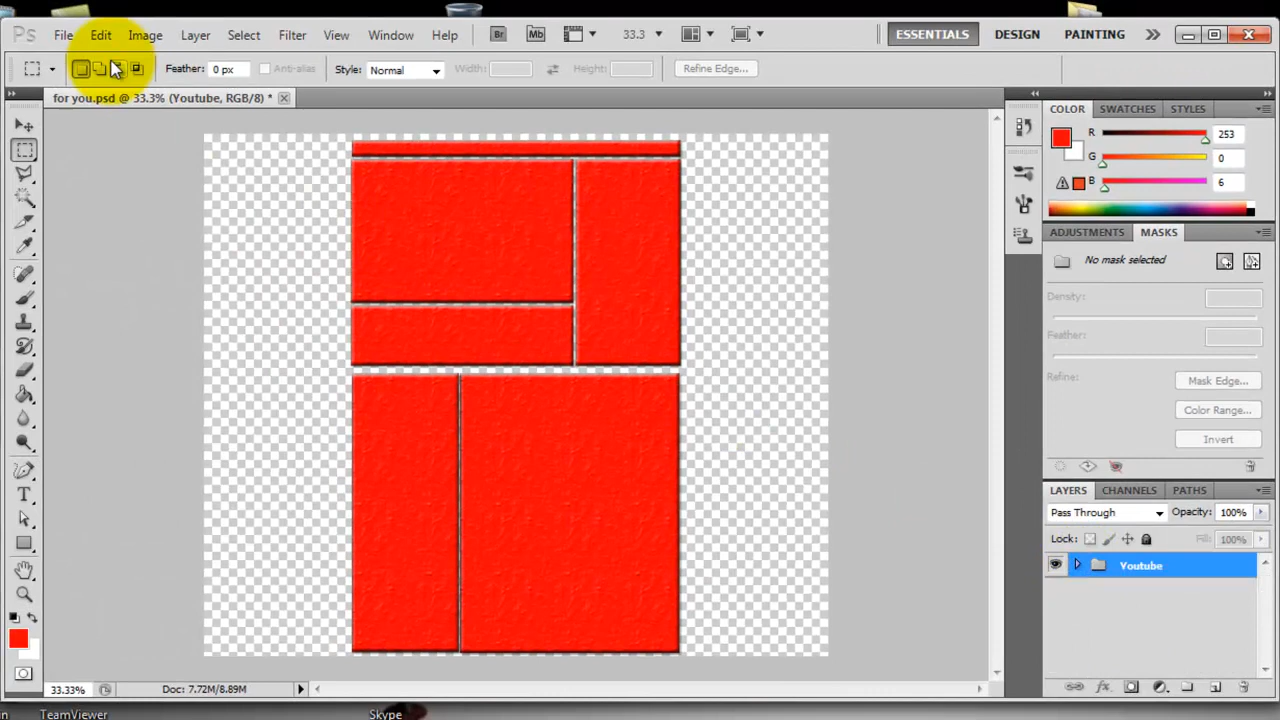 Ps File Edit Image Layer Select Filter View Window Help Br Mb 33.3 ESSENTIALS DESIGN PAINTING
Feather: 0 px Anti-alias Style: Normal Width: Height: Refine Edge...
for you.psd @ 33.3% (Youtube, RGB/8) *
COLOR SWATCHES STYLES
R 253
G 0
B 6
ADJUSTMENTS MASKS
No mask selected
Density:
Feather:
Refine: Mask Edge...
Color Range...
Invert
LAYERS CHANNELS PATHS
Pass Through Opacity: 100%
Lock: Fill: 100%
Youtube
T
fx
33.33% Doc: 7.72M/8.89M
TeamViewer Skype